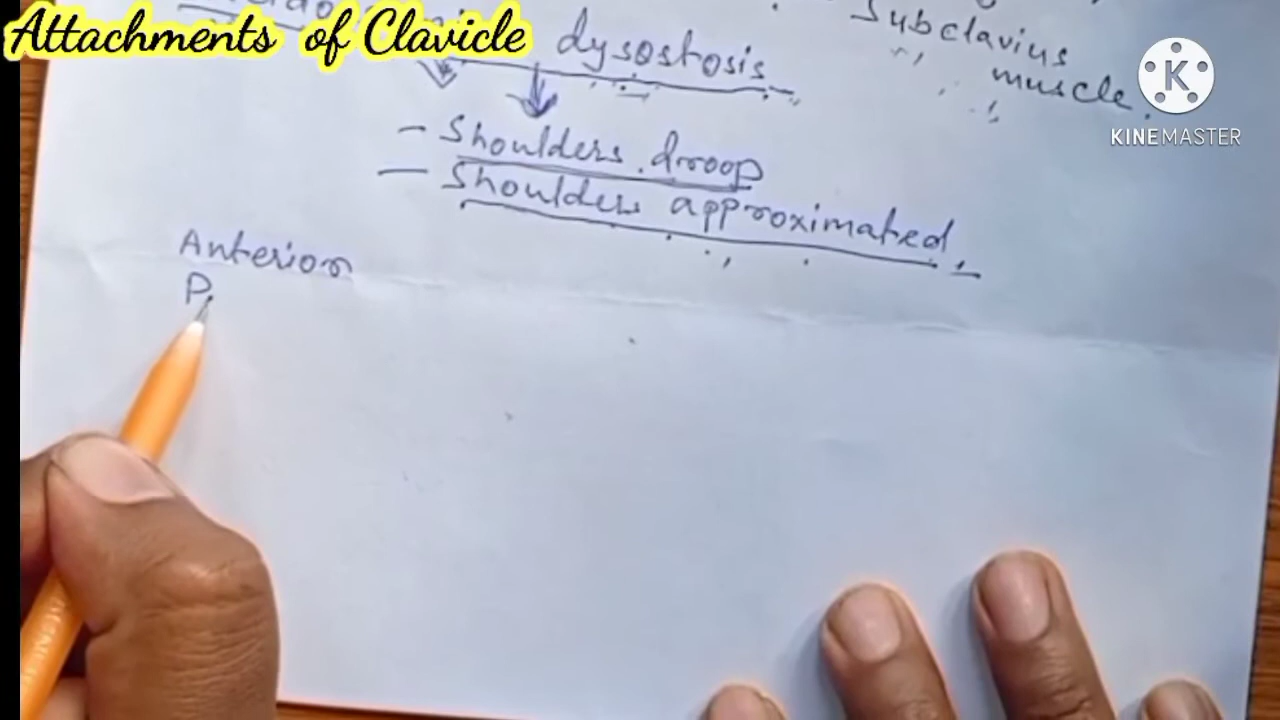 Attachments of Clavicle
dysostosis
Subclavius
muscle.
KINEMASTER
- Shoulders droop
- Shoulders approximated.
Anterior
P